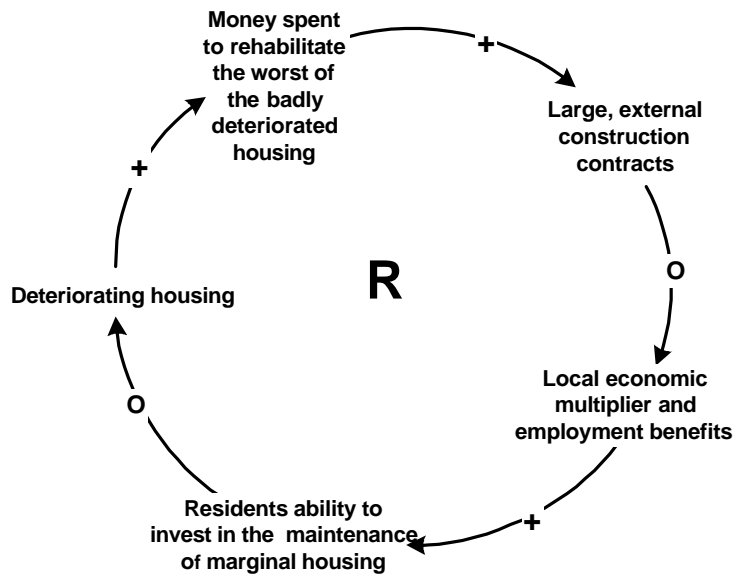 Money spent
to rehabilitate
the worst of
the badly
deteriorated
housing
+
Large, external
construction
contracts
O
Local economic
multiplier and
employment benefits
+
Residents ability to
invest in the maintenance
of marginal housing
O
Deteriorating housing
+
R